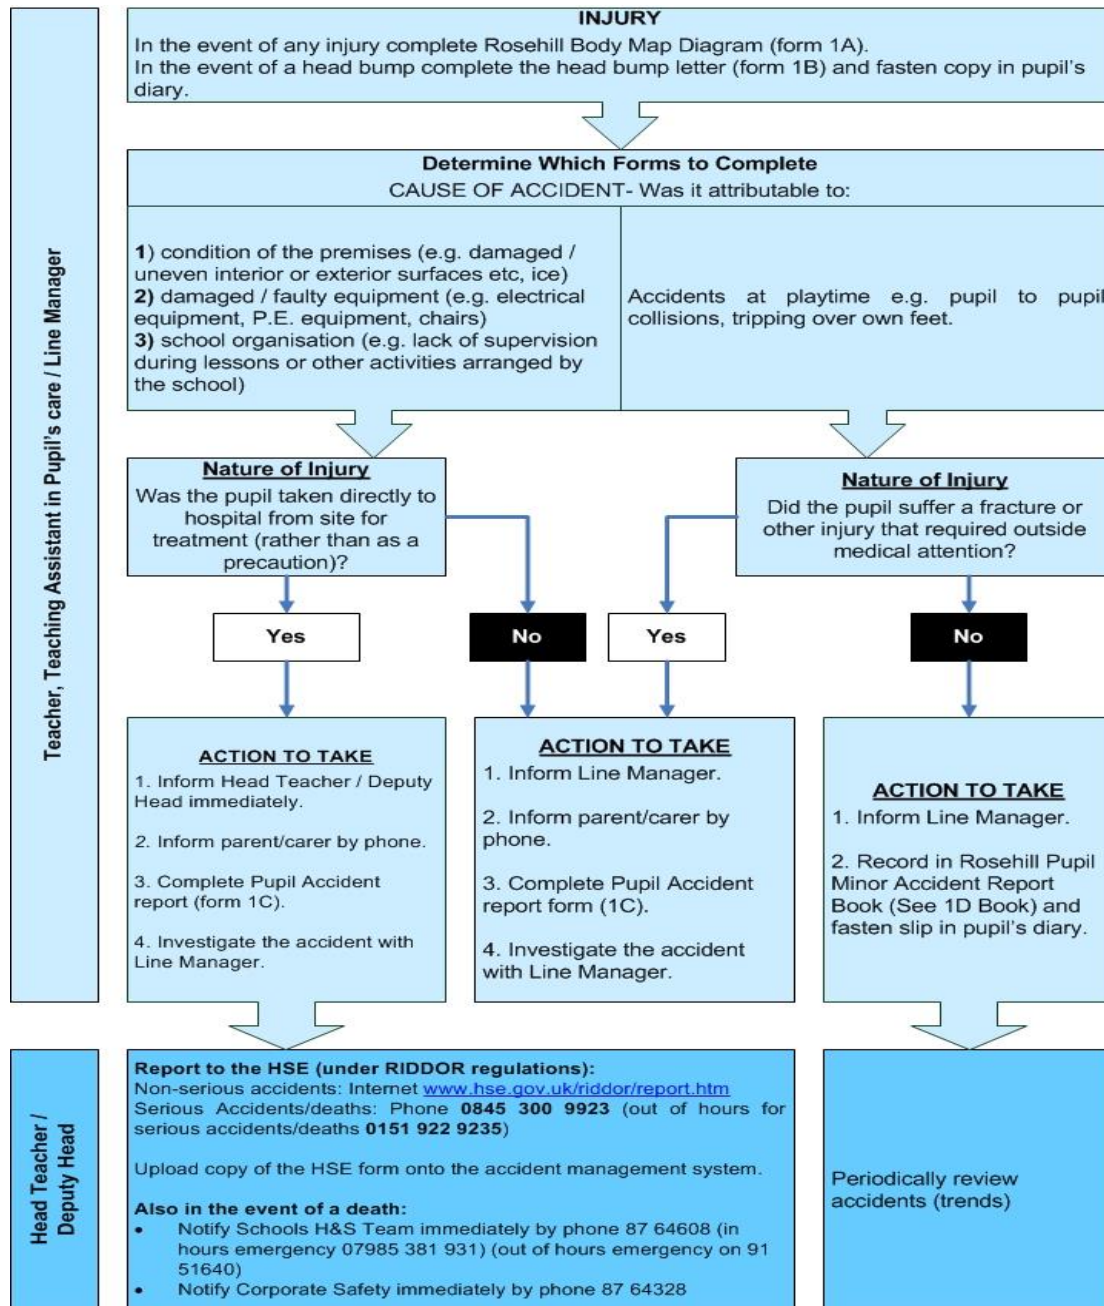 Teacher, Teaching Assistant in Pupil's care / Line Manager
INJURY
In the event of any injury complete Rosehill Body Map Diagram (form 1A).
In the event of a head bump complete the head bump letter (form 1B) and fasten copy in pupil's
diary.
Determine Which Forms to Complete
CAUSE OF ACCIDENT- Was it attributable to:
1) condition of the premises (e.g. damaged /
uneven interior or exterior surfaces etc, ice)
2) damaged / faulty equipment (e.g. electrical
equipment, P.E. equipment, chairs)
3) school organisation (e.g. lack of supervision
during lessons or other activities arranged by
the school)
Accidents at playtime e.g. pupil to pupil
collisions, tripping over own feet.
Nature of Injury
Was the pupil taken directly to
hospital from site for
treatment (rather than as a
precaution)?
Nature of Injury
Did the pupil suffer a fracture or
other injury that required outside
medical attention?
Yes
No
Yes
No
ACTION TO TAKE
1. Inform Head Teacher / Deputy
Head immediately.
2. Inform parent/carer by phone.
3. Complete Pupil Accident
report (form 1C).
4. Investigate the accident with
Line Manager.
ACTION TO TAKE
1. Inform Line Manager.
2. Inform parent/carer by
phone.
3. Complete Pupil Accident
report form (1C).
4. Investigate the accident
with Line Manager.
ACTION TO TAKE
1. Inform Line Manager.
2. Record in Rosehill Pupil
Minor Accident Report
Book (See 1D Book) and
fasten slip in pupil's diary.
Head Teacher /
Deputy Head
Report to the HSE (under RIDDOR regulations):
Non-serious accidents: Internet www.hse.gov.uk/riddor/report.htm
Serious Accidents/deaths: Phone 0845 300 9923 (out of hours for
serious accidents/deaths 0151 922 9235)
Upload copy of the HSE form onto the accident management system.
Also in the event of a death:
• Notify Schools H&S Team immediately by phone 87 64608 (in
hours emergency 07985 381 931) (out of hours emergency on 91
51640)
• Notify Corporate Safety immediately by phone 87 64328
Periodically review
accidents (trends)